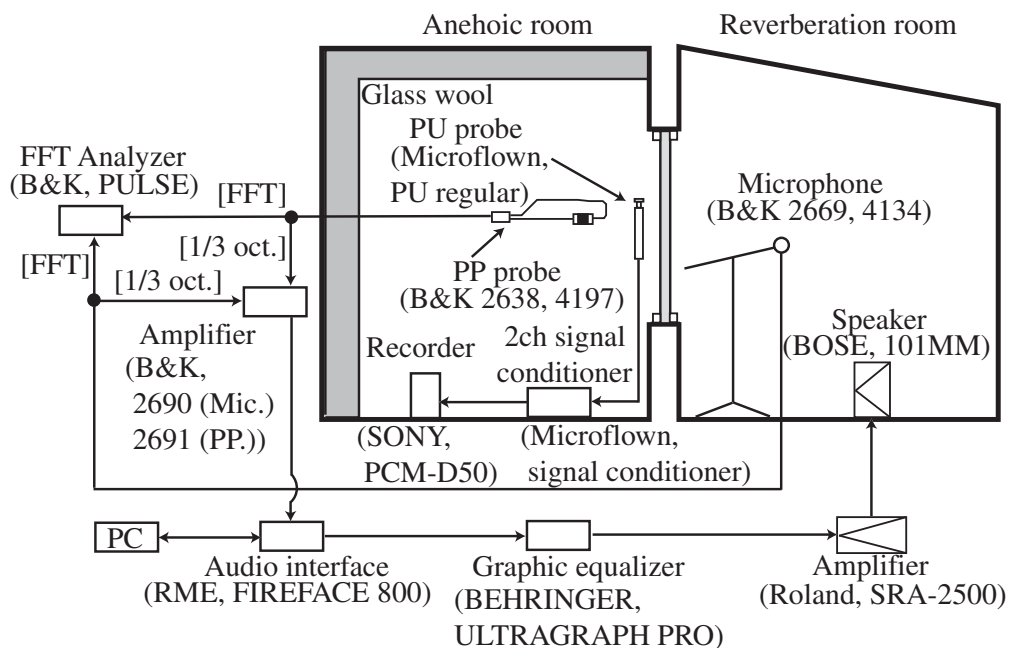 Anehoic room
Reverberation room
Glass wool
PU probe
(Microflown,
PU regular)
FFT Analyzer
(B&K, PULSE)
[FFT]
[1/3 oct.]
[FFT]
[1/3 oct.]
Microphone
(B&K 2669, 4134)
PP probe
(B&K 2638, 4197)
Amplifier
(B&K,
2690 (Mic.)
2691 (PP.))
Recorder
2ch signal
conditioner
Speaker
(BOSE, 101MM)
(SONY,
PCM-D50)
(Microflown,
signal conditioner)
PC
Audio interface
(RME, FIREFACE 800)
Graphic equalizer
(BEHRINGER,
ULTRAGRAPH PRO)
Amplifier
(Roland, SRA-2500)